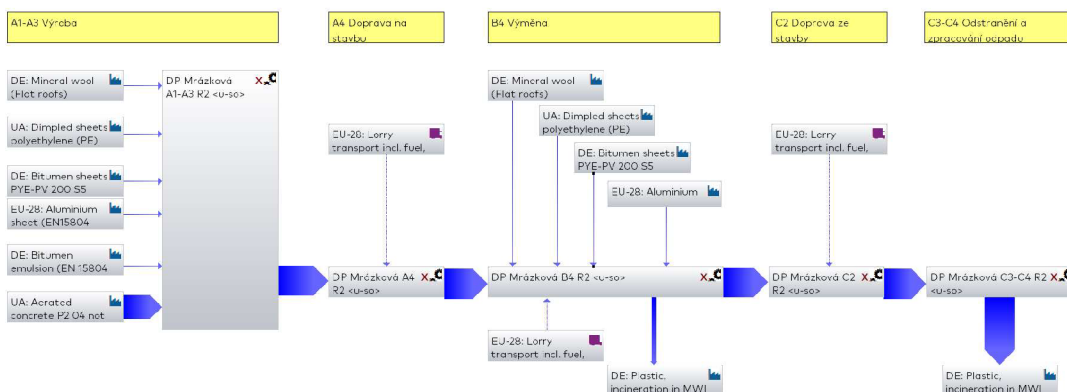 A1-A3 Výroba
A4 Doprava na
stavbu
B4 Výměna
C2 Doprava ze
stavby
C3-C4 Odstranění a
zpracování odpadu
DE: Mineral wool
(Flat roofs)
UA: Dimpled sheets
polyethylene (PE)
DE: Bitumen sheets
PYE-PV 200 S5
EU-28: Aluminium
sheet (EN15804
DE: Bitumen
emulsion (EN 15804
UA: Aerated
concrete P2 04 not
DP Mrázková
A1-A3 R2 <u-so>
EU-28: Lorry
transport incl. fuel,
DP Mrázková A4
R2 <u-so>
DE: Mineral wool
(Flat roofs)
UA: Dimpled sheets
polyethylene (PE)
DE: Bitumen sheets
PYE-PV 200 S5
EU-28: Aluminium
DP Mrázková B4 R2 <u-so>
EU-28: Lorry
transport incl. fuel,
DE: Plastic,
incineration in MWI
EU-28: Lorry
transport incl. fuel,
DP Mrázková C2
R2 <u-so>
DP Mrázková C3-C4 R2
<u-so>
DE: Plastic,
incineration in MWI